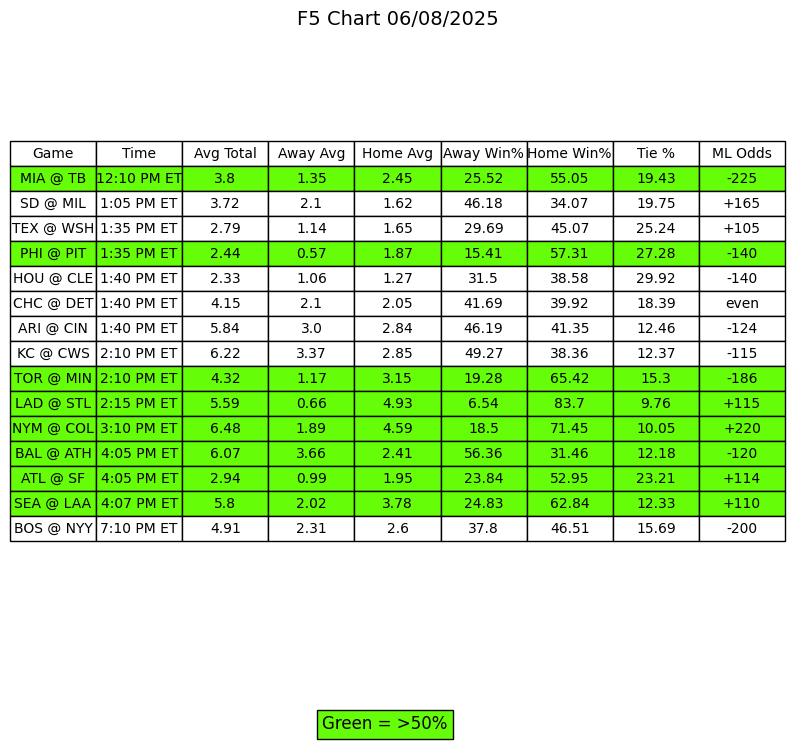 F5 Chart 06/08/2025
Game Time Avg Total Away Avg Home Avg Away Win% Home Win% Tie % ML Odds
MIA @ TB 12:10 PM ET 3.8 1.35 2.45 25.52 55.05 19.43 -225
SD @ MIL 1:05 PM ET 3.72 2.1 1.62 46.18 34.07 19.75 +165
TEX @ WSH 1:35 PM ET 2.79 1.14 1.65 29.69 45.07 25.24 +105
PHI @ PIT 1:35 PM ET 2.44 0.57 1.87 15.41 57.31 27.28 -140
HOU @ CLE 1:40 PM ET 2.33 1.06 1.27 31.5 38.58 29.92 -140
CHC @ DET 1:40 PM ET 4.15 2.1 2.05 41.69 39.92 18.39 even
ARI @ CIN 1:40 PM ET 5.84 3.0 2.84 46.19 41.35 12.46 -124
KC @ CWS 2:10 PM ET 6.22 3.37 2.85 49.27 38.36 12.37 -115
TOR @ MIN 2:10 PM ET 4.32 1.17 3.15 19.28 65.42 15.3 -186
LAD @ STL 2:15 PM ET 5.59 0.66 4.93 6.54 83.7 9.76 +115
NYM @ COL 3:10 PM ET 6.48 1.89 4.59 18.5 71.45 10.05 +220
BAL @ ATH 4:05 PM ET 6.07 3.66 2.41 56.36 31.46 12.18 -120
ATL @ SF 4:05 PM ET 2.94 0.99 1.95 23.84 52.95 23.21 +114
SEA @ LAA 4:07 PM ET 5.8 2.02 3.78 24.83 62.84 12.33 +110
BOS @ NYY 7:10 PM ET 4.91 2.31 2.6 37.8 46.51 15.69 -200
Green = >50%